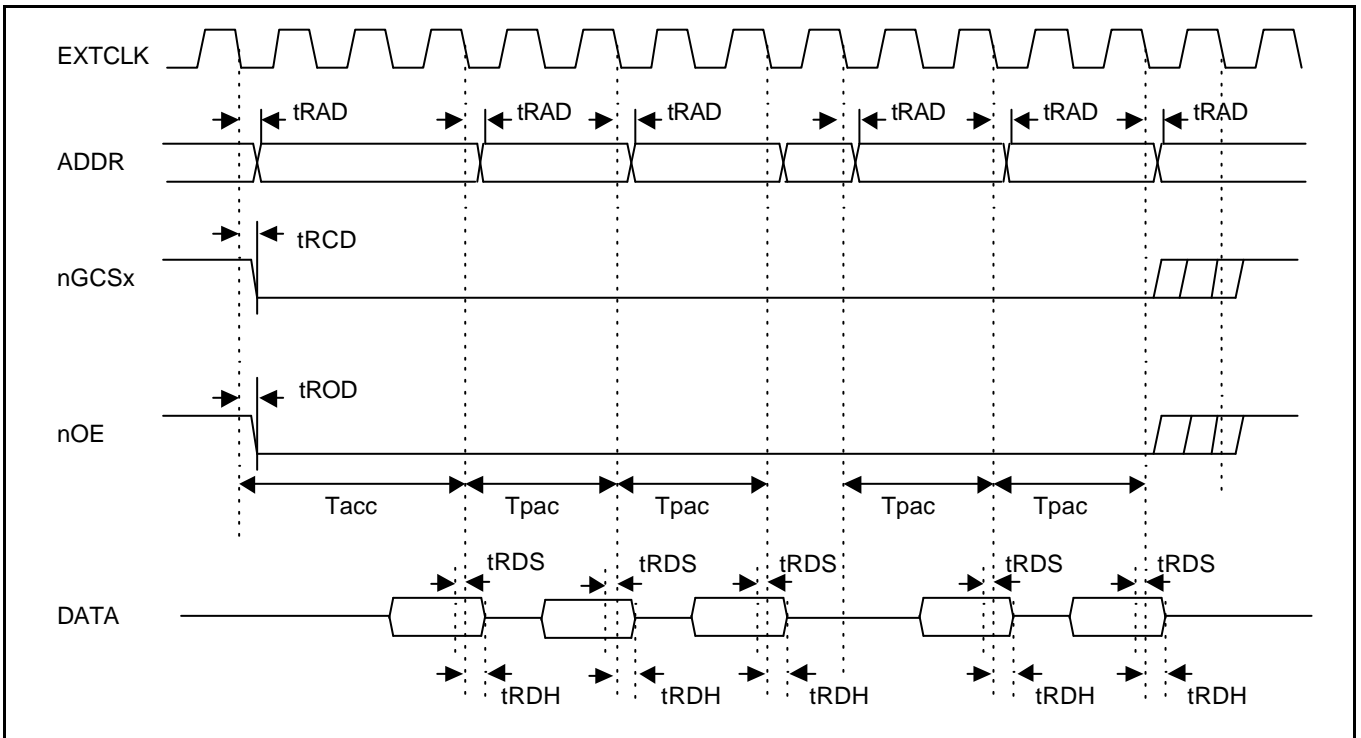 EXTCLK
tRAD tRAD tRAD tRAD tRAD tRAD
ADDR
tRCD
nGCSx
tROD
nOE
Tacc Tpac Tpac Tpac Tpac
tRDS tRDS tRDS tRDS tRDS
DATA
tRDH tRDH tRDH tRDH tRDH